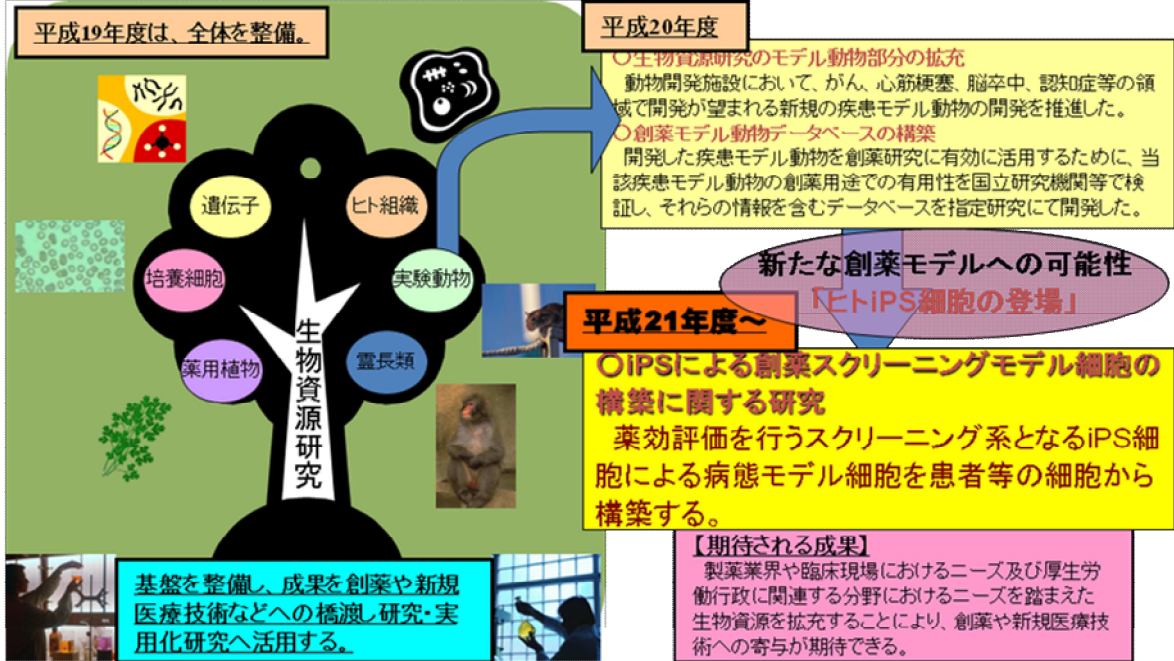 平成19年度は、全体を整備。
遺伝子
ヒト組織
培養細胞
実験動物
薬用植物
霊長類
生物資源研究
基盤を整備し、成果を創薬や新規
医療技術などへの橋渡し研究・実
用化研究へ活用する。
平成20年度
〇生物資源研究のモデル動物部分の拡充
動物開発施設において、がん、心筋梗塞、脳卒中、認知症等の領
域で開発が望まれる新規の疾患モデル動物の開発を推進した。
〇創薬モデル動物データベースの構築
開発した疾患モデル動物を創薬研究に有効に活用するために、当
該疾患モデル動物の創薬用途での有用性を国立研究機関等で検
証し、それらの情報を含むデータベースを指定研究にて開発した。
新たな創薬モデルへの可能性
「ヒトiPS細胞の登場」
平成21年度～
〇iPSによる創薬スクリーニングモデル細胞の
構築に関する研究
薬効評価を行うスクリーニング系となるiPS細
胞による病態モデル細胞を患者等の細胞から
構築する。
【期待される成果】
製薬業界や臨床現場におけるニーズ及び厚生労
働行政に関連する分野におけるニーズを踏まえた
生物資源を拡充することにより、創薬や新規医療技
術への寄与が期待できる。